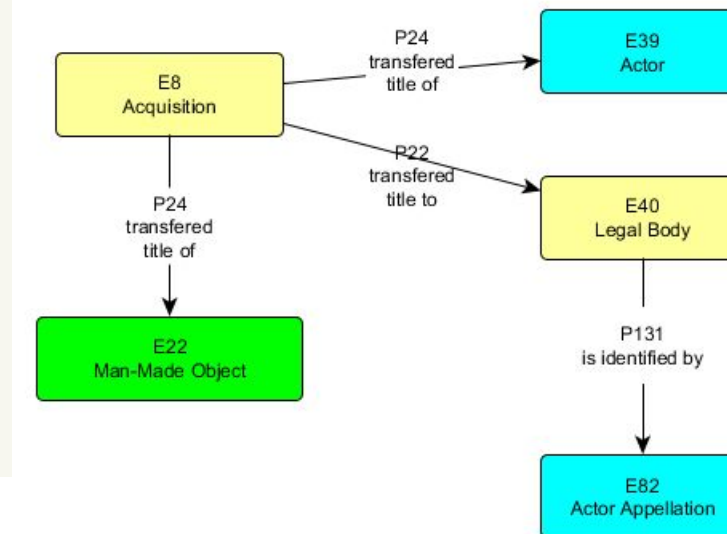 P24
transfered
title of
E39
Actor
E8
Acquisition
P22
transfered
title to
E40
Legal Body
P24
transfered
title of
E22
Man-Made Object
P131
is identified by
E82
Actor Appellation